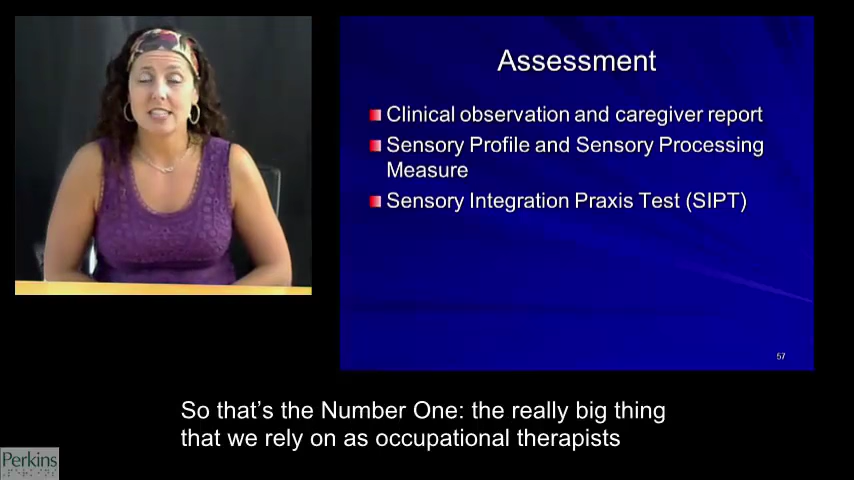 Assessment
Clinical observation and caregiver report
Sensory Profile and Sensory Processing
Measure
Sensory Integration Praxis Test (SIPT)
57
So that's the Number One: the really big thing
that we rely on as occupational therapists
Perkins